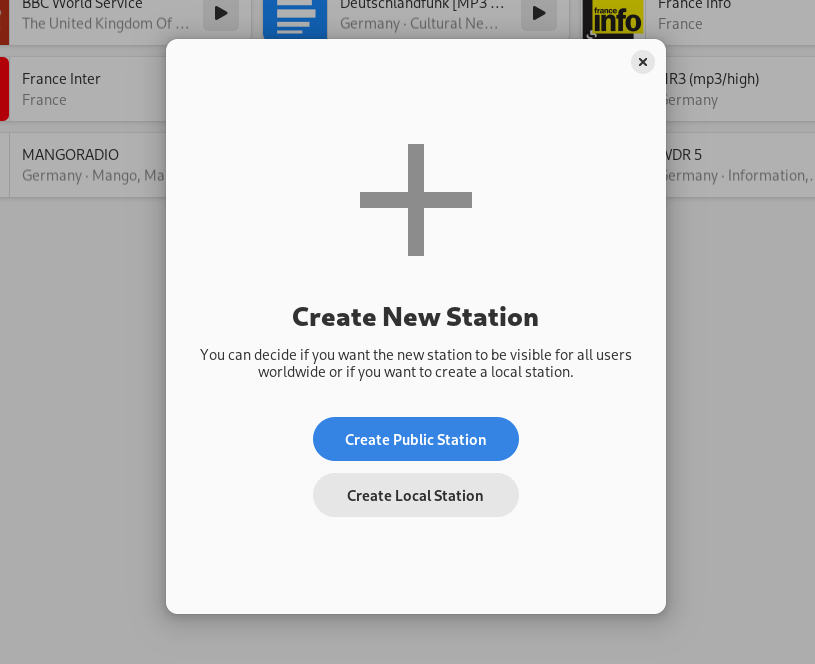 BBC World Service
The United Kingdom Of …
Deutschlandfunk [MP3 …
Germany · Cultural Ne…
france
info
France Info
France
France Inter
France
(mp3/high)
Germany
MANGORADIO
Germany · Mango, Ma
WDR 5
Germany · Information,…
Create New Station
You can decide if you want the new station to be visible for all users
worldwide or if you want to create a local station.
Create Public Station
Create Local Station